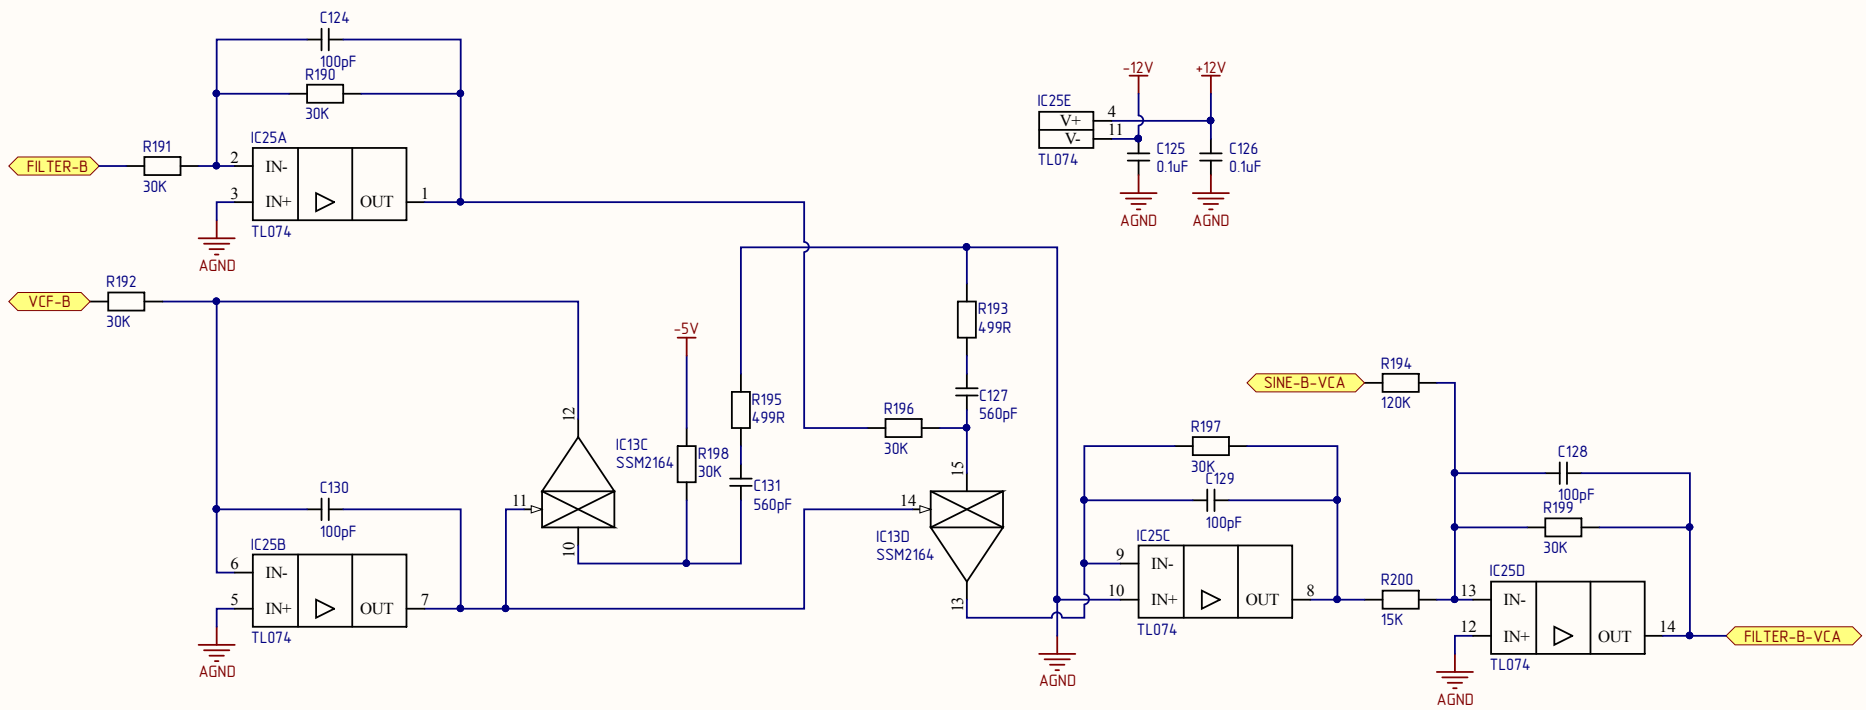 C124
100pF
R190
30K
IC25A
R191
FILTER-B
30K
2
IN-
3
IN+
OUT
1
TL074
AGND
-12V
+12V
IC25E
4
V+
11
V-
TL074
C125
0.1uF
C126
0.1uF
AGND
AGND
R192
VCF-B
30K
-5V
R193
499R
C127
560pF
R195
499R
R196
30K
12
IC13C
SSM2164
R198
30K
C131
560pF
11
10
15
14
IC13D
SSM2164
13
C130
100pF
IC25B
6
IN-
5
IN+
OUT
7
TL074
AGND
R197
30K
C129
100pF
IC25C
9
IN-
10
IN+
OUT
8
TL074
AGND
R194
SINE-B-VCA
120K
C128
100pF
R199
30K
R200
15K
IC25D
13
IN-
12
IN+
OUT
14
FILTER-B-VCA
TL074
AGND